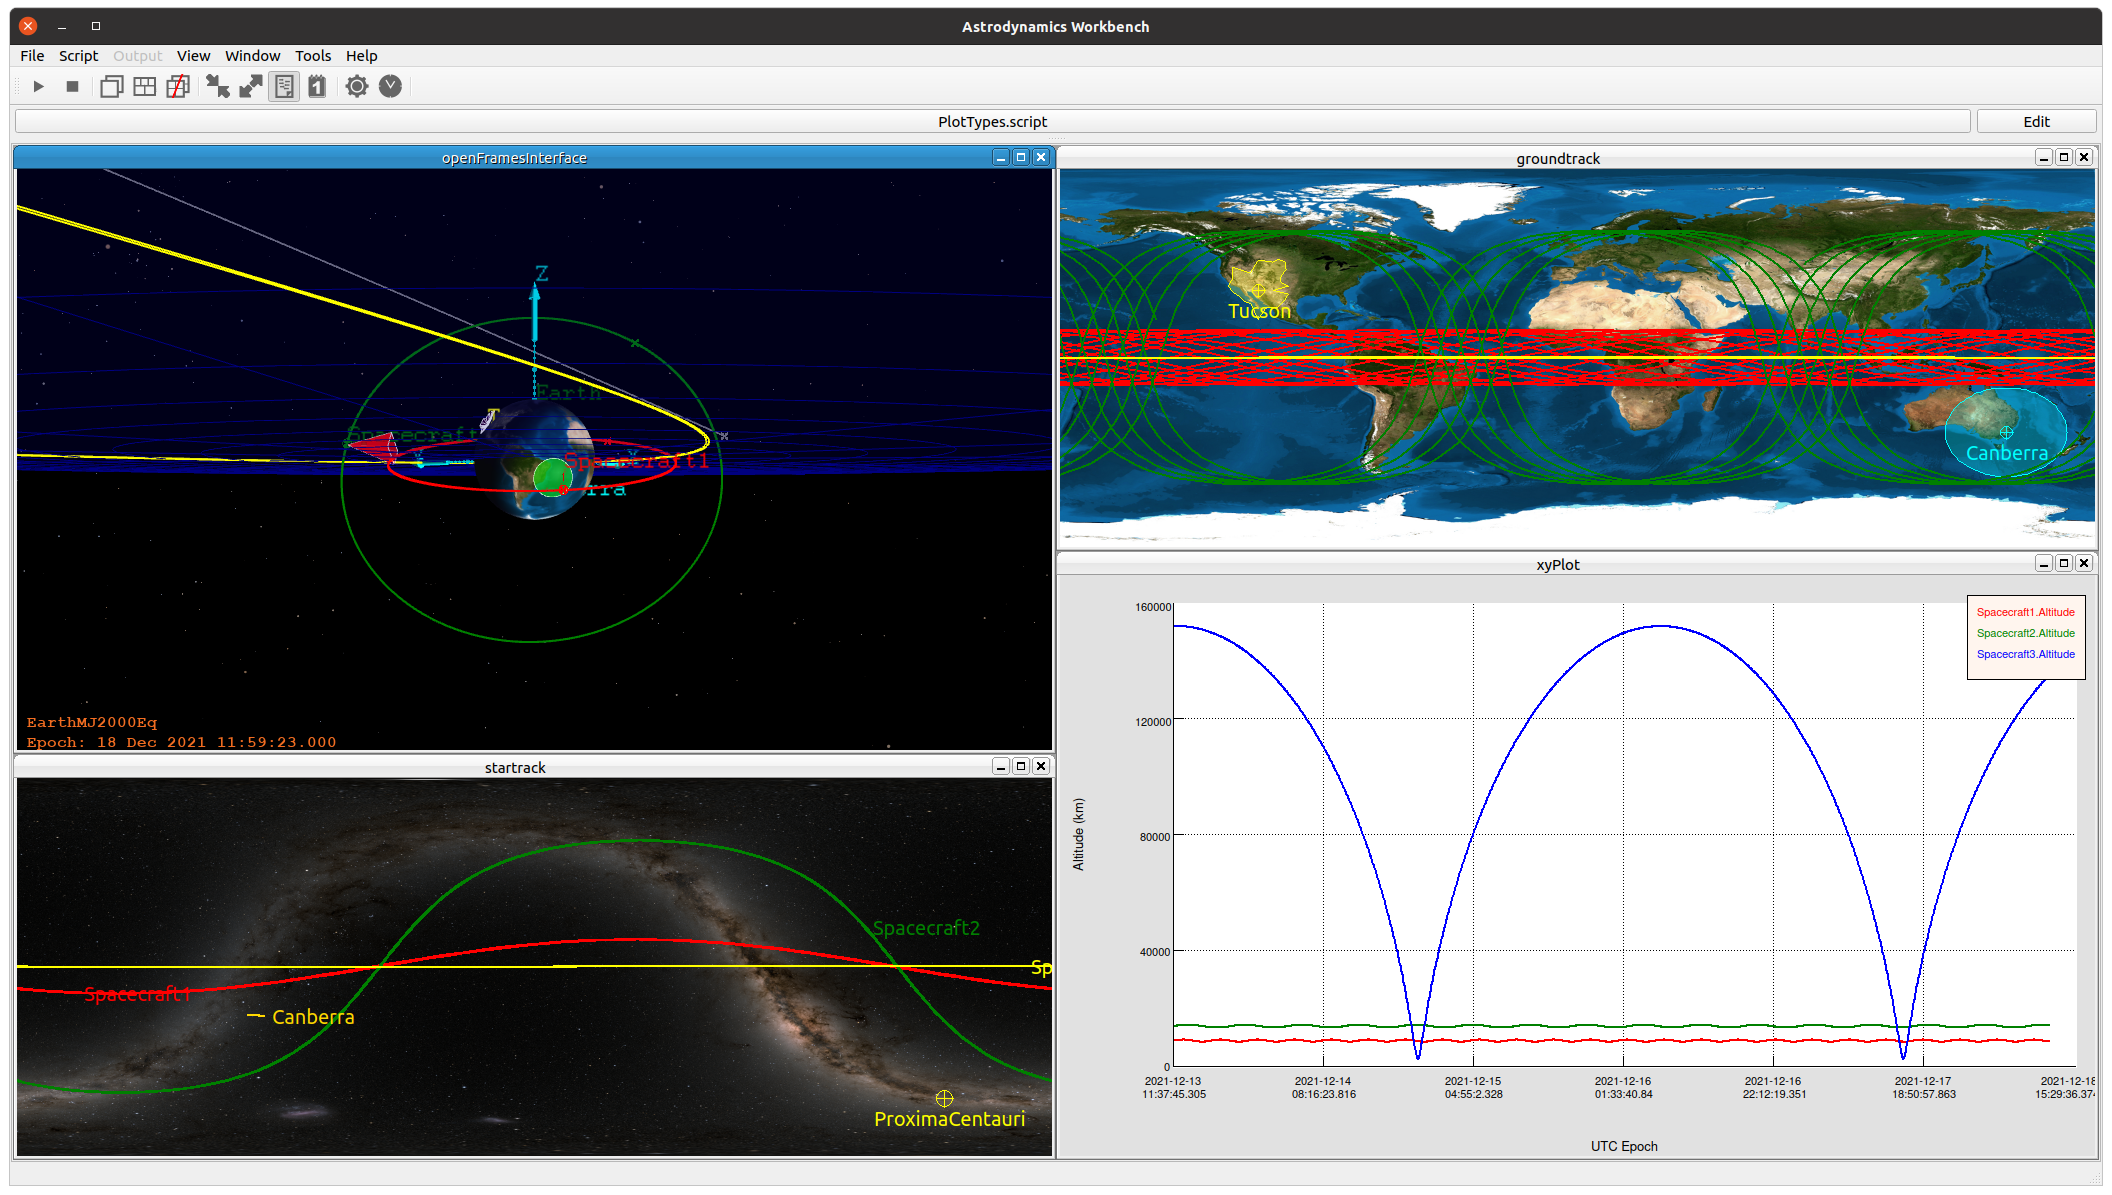 Astrodynamics Workbench
File Script Output View Window Tools Help
1
PlotTypes.script Edit
openFramesInterface
Z
Earth
T
Spacecraft
Spacecraft1
rra
EarthMJ2000Eq
Epoch: 18 Dec 2021 11:59:23.000
groundtrack
Tucson
Canberra
startrack
Spacecraft2
Sp
Spacecraft1
Canberra
ProximaCentauri
xyPlot
Spacecraft1.Altitude
Spacecraft2.Altitude
Spacecraft3.Altitude
160000
120000
80000
40000
0
Altitude (km)
2021-12-13 2021-12-14 2021-12-15 2021-12-16 2021-12-16 2021-12-17 2021-12-18
11:37:45.305 08:16:23.816 04:55:2.328 01:33:40.84 22:12:19.351 18:50:57.863 15:29:36.374
UTC Epoch